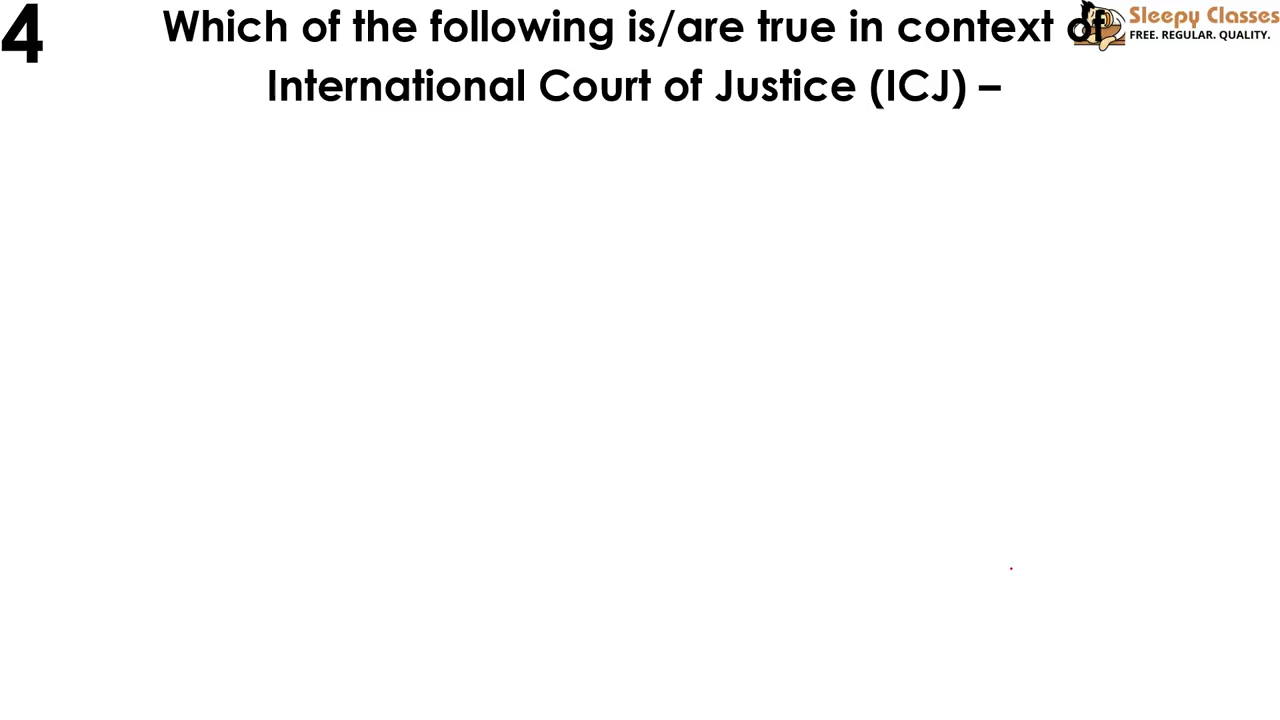 4
Which of the following is/are true in context of
International Court of Justice (ICJ) –
Sleepy Classes
FREE. REGULAR. QUALITY.